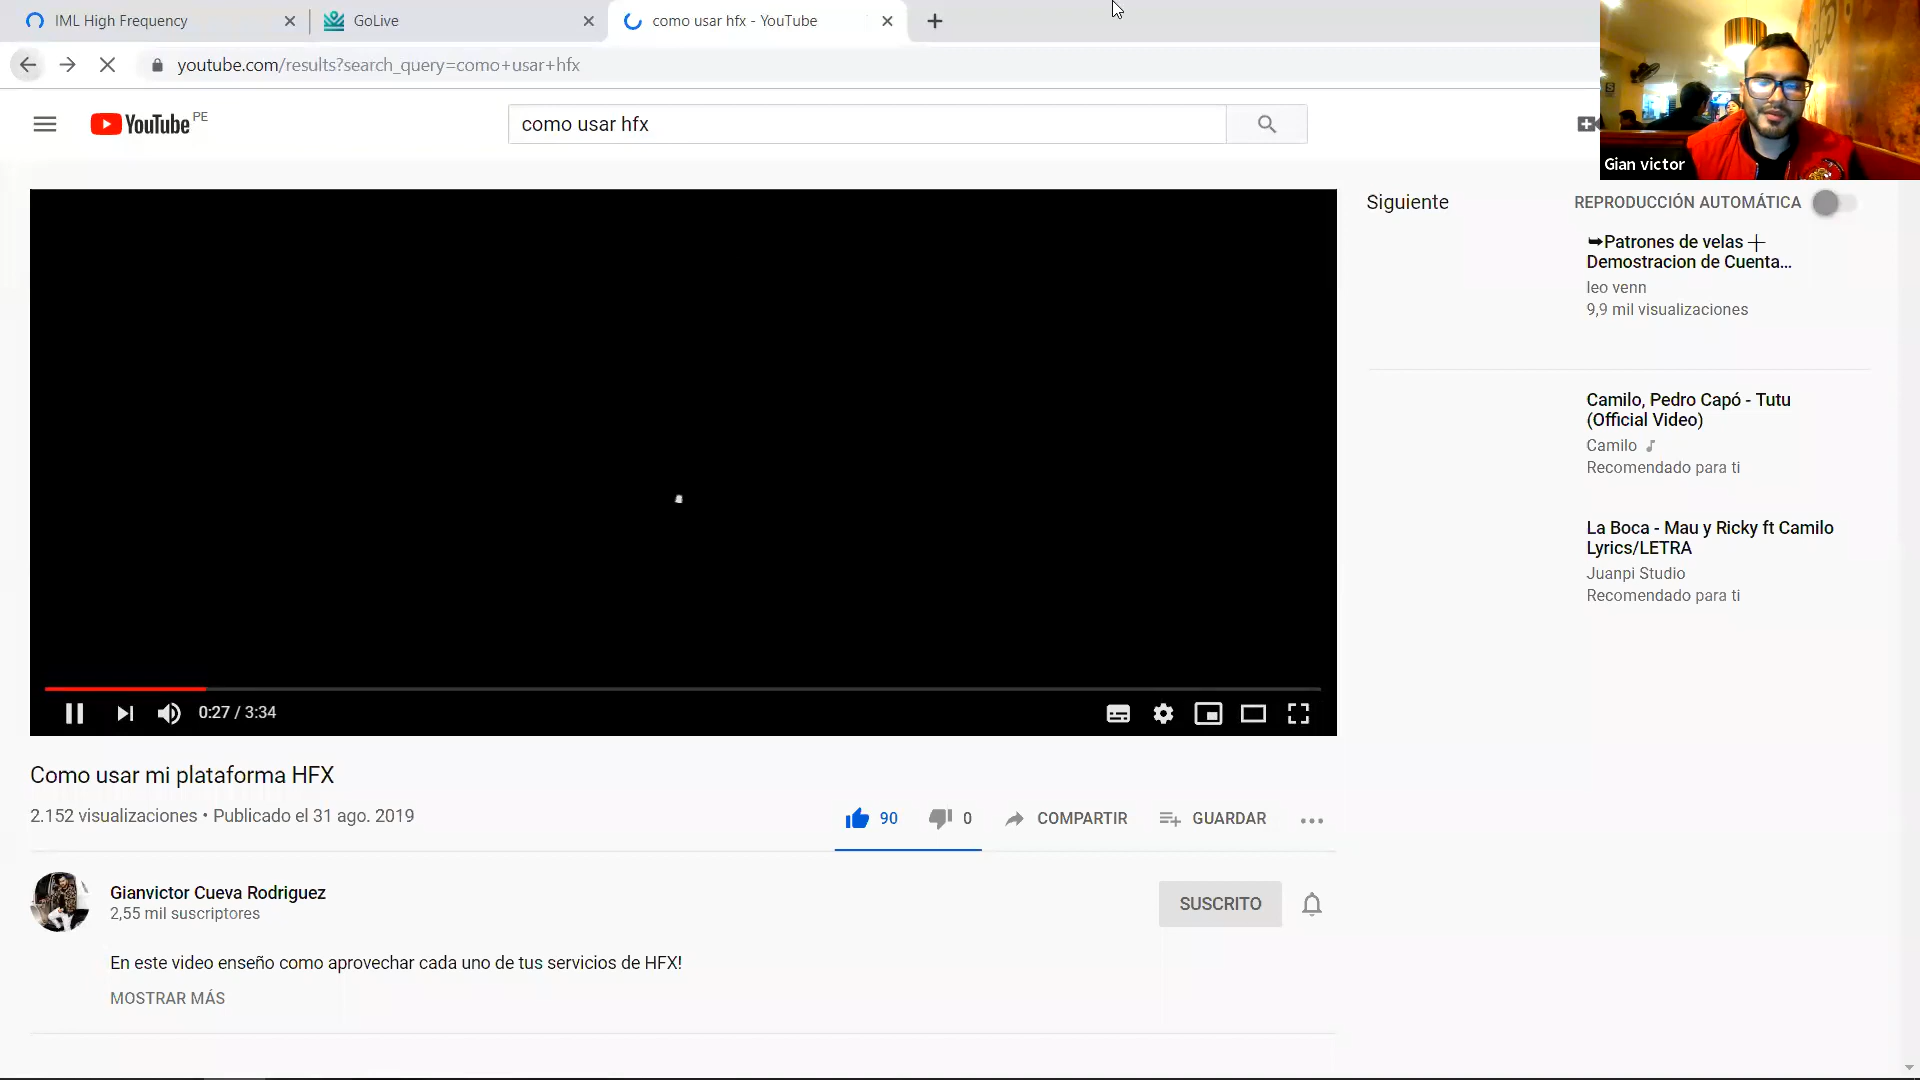 IML High Frequency
GoLive
como usar hfx - YouTube
youtube.com/results?search_query=como+usar+hfx
YouTube PE
como usar hfx
Gian victor
Siguiente
REPRODUCCIÓN AUTOMÁTICA
➥Patrones de velas ┼
Demostracion de Cuenta...
leo venn
9,9 mil visualizaciones
Camilo, Pedro Capó - Tutu
(Official Video)
Camilo
Recomendado para ti
La Boca - Mau y Ricky ft Camilo
Lyrics/LETRA
Juanpi Studio
Recomendado para ti
0:27 / 3:34
Como usar mi plataforma HFX
2.152 visualizaciones • Publicado el 31 ago. 2019
90
0
COMPARTIR
GUARDAR
Gianvictor Cueva Rodriguez
2,55 mil suscriptores
SUSCRITO
En este video enseño como aprovechar cada uno de tus servicios de HFX!
MOSTRAR MÁS